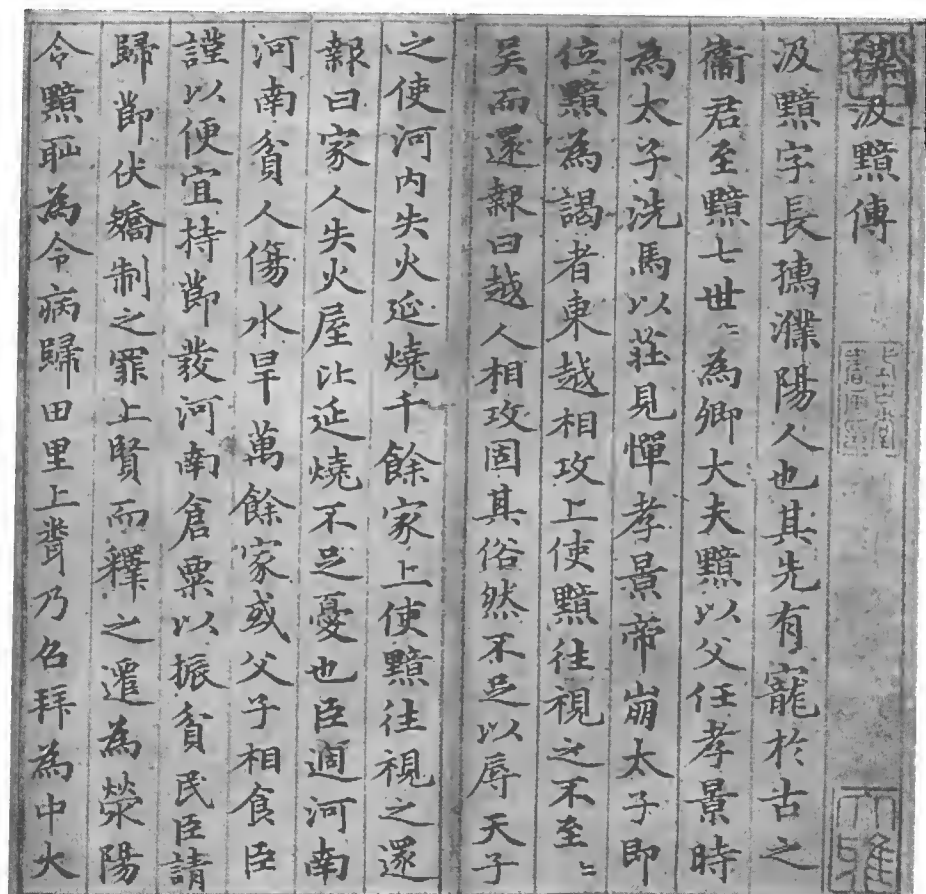 汲黯傳
汲黯字長孺濮陽人也其先有寵於古之
衞君至黯七世〻為卿大夫黯以父任孝景時
為太子洗馬以莊見憚孝景帝崩太子即
位黯為謁者東越相攻上使黯往視之不至〻
吴而還報曰越人相攻固其俗然不足以辱天子
之使河内失火延燒千餘家上使黯往視之還
報曰家人失火屋比延燒不足憂也臣過河南
河南貧人傷水旱萬餘家或父子相食臣
謹以便宜持節發河南倉粟以振貧民臣請
歸節伏矯制之罪上賢而釋之遷為滎陽
令黯恥為令病歸田里上聞乃召拜為中大